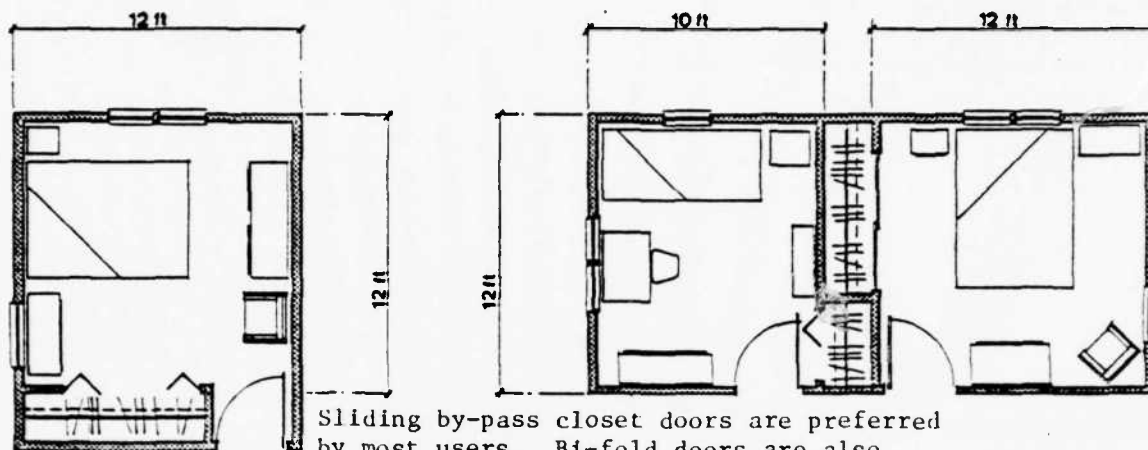 12 ft
10 ft
12 ft
12 ft
12 ft
Sliding by-pass closet doors are preferred
by most users. Bi-fold doors are also